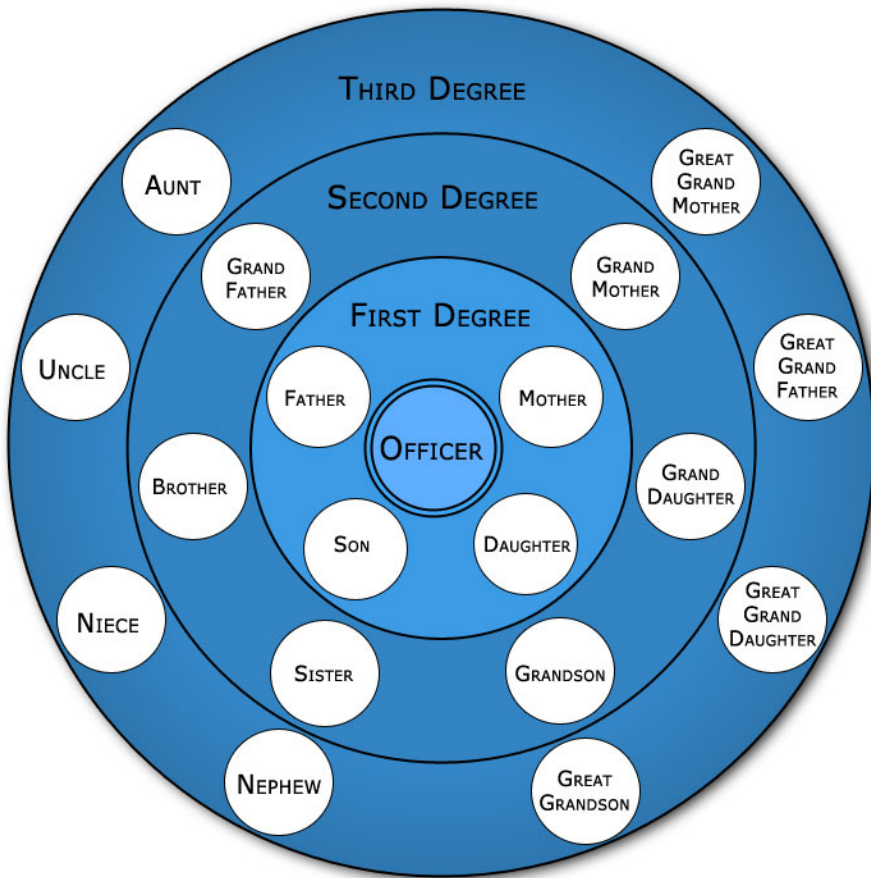 Third Degree
Aunt
Great
Grand
Mother
Second Degree
Grand
Father
Grand
Mother
First Degree
Uncle
Great
Grand
Father
Father
Mother
Officer
Brother
Grand
Daughter
Son
Daughter
Niece
Great
Grand
Daughter
Sister
Grandson
Nephew
Great
Grandson